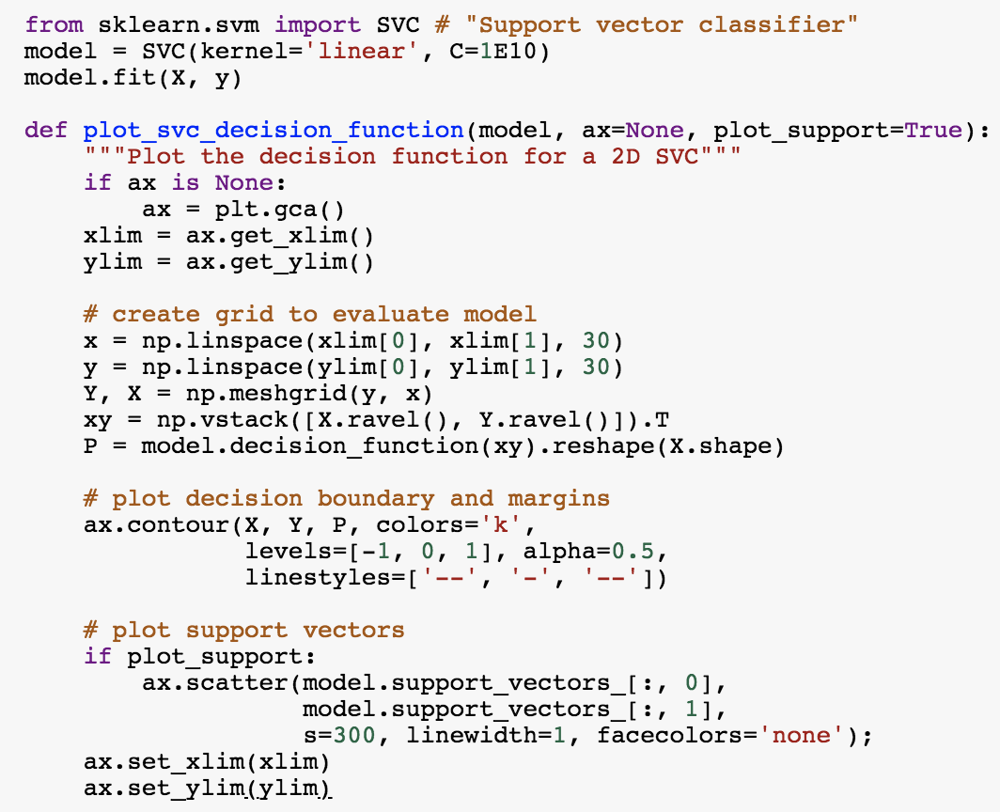 from sklearn.svm import SVC # "Support vector classifier"
model = SVC(kernel='linear', C=1E10)
model.fit(X, y)

def plot_svc_decision_function(model, ax=None, plot_support=True):
    """Plot the decision function for a 2D SVC"""
    if ax is None:
        ax = plt.gca()
    xlim = ax.get_xlim()
    ylim = ax.get_ylim()

    # create grid to evaluate model
    x = np.linspace(xlim[0], xlim[1], 30)
    y = np.linspace(ylim[0], ylim[1], 30)
    Y, X = np.meshgrid(y, x)
    xy = np.vstack([X.ravel(), Y.ravel()]).T
    P = model.decision_function(xy).reshape(X.shape)

    # plot decision boundary and margins
    ax.contour(X, Y, P, colors='k',
               levels=[-1, 0, 1], alpha=0.5,
               linestyles=['--', '-', '--'])

    # plot support vectors
    if plot_support:
        ax.scatter(model.support_vectors_[:, 0],
                   model.support_vectors_[:, 1],
                   s=300, linewidth=1, facecolors='none');
    ax.set_xlim(xlim)
    ax.set_ylim(ylim)